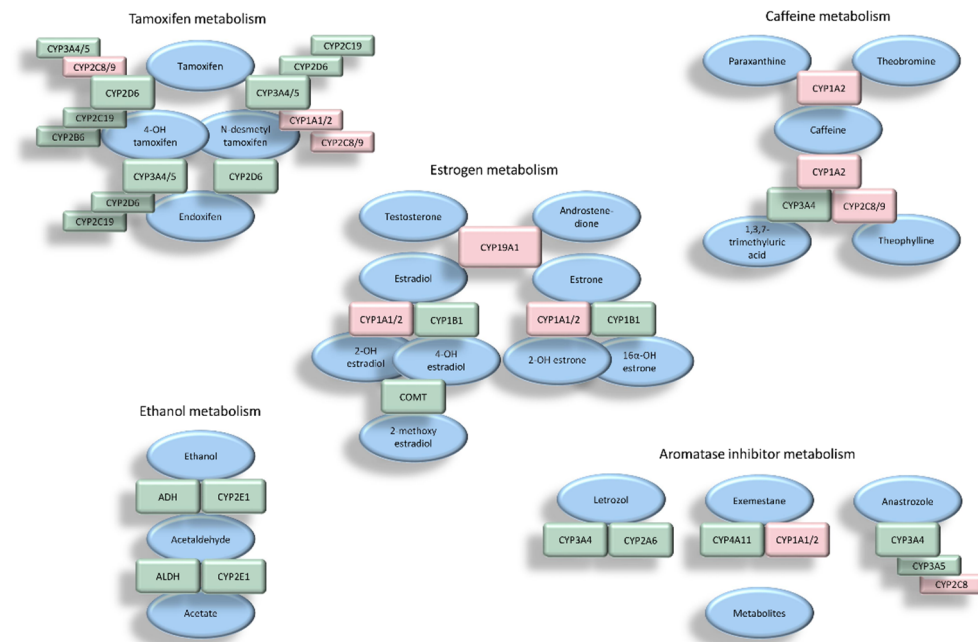 Tamoxifen metabolism
CYP3A4/5
CYP2C8/9
CYP2D6
CYP2C19
CYP2B6
Tamoxifen
CYP2C19
CYP2D6
CYP3A4/5
CYP1A1/2
CYP2C8/9
4-OH
tamoxifen
N-desmetyl
tamoxifen
CYP3A4/5
CYP2D6
CYP2D6
CYP2C19
Endoxifen
Caffeine metabolism
Paraxanthine
Theobromine
CYP1A2
Caffeine
CYP1A2
CYP3A4
CYP2C8/9
1,3,7-
trimethyluric
acid
Theophylline
Estrogen metabolism
Testosterone
Androstene-
dione
CYP19A1
Estradiol
Estrone
CYP1A1/2
CYP1B1
CYP1A1/2
CYP1B1
2-OH
estradiol
4-OH
estradiol
2-OH estrone
16α-OH
estrone
COMT
2-methoxy
estradiol
Ethanol metabolism
Ethanol
ADH
CYP2E1
Acetaldehyde
ALDH
CYP2E1
Acetate
Aromatase inhibitor metabolism
Letrozol
Exemestane
Anastrozole
CYP3A4
CYP2A6
CYP4A11
CYP1A1/2
CYP3A4
CYP3A5
CYP2C8
Metabolites